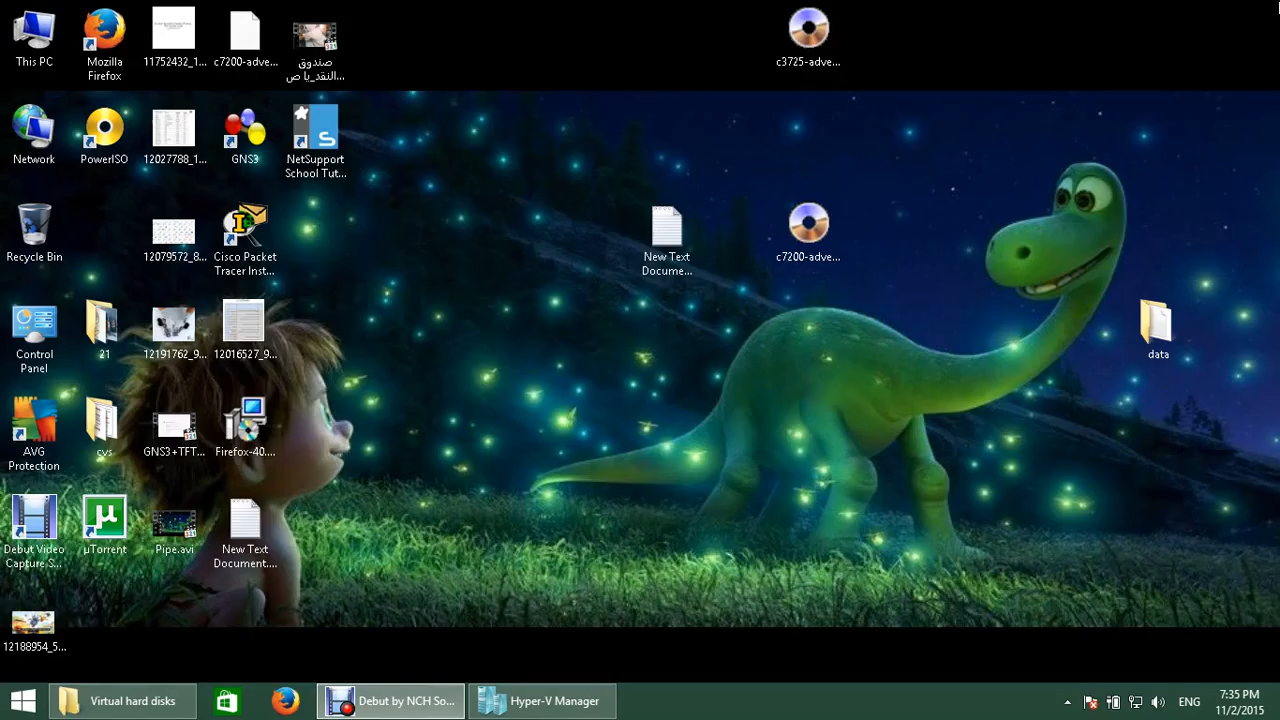 This PC
Mozilla
Firefox
11752432_1...
c7200-adve...
صندوق
النقد_يا ص...
c3725-adve...
Network
PowerISO
12027788_1...
GNS3
NetSupport
School Tut...
Recycle Bin
12079572_8...
Cisco Packet
Tracer Inst...
New Text
Docume...
c7200-adve...
Control
Panel
21
12191762_9...
12016527_9...
data
AVG
Protection
cvs
GNS3+TFT...
Firefox-40....
Debut Video
Capture S...
µTorrent
Pipe.avi
New Text
Document....
12188954_5...
Virtual hard disks
Debut by NCH So...
Hyper-V Manager
ENG
7:35 PM
11/2/2015